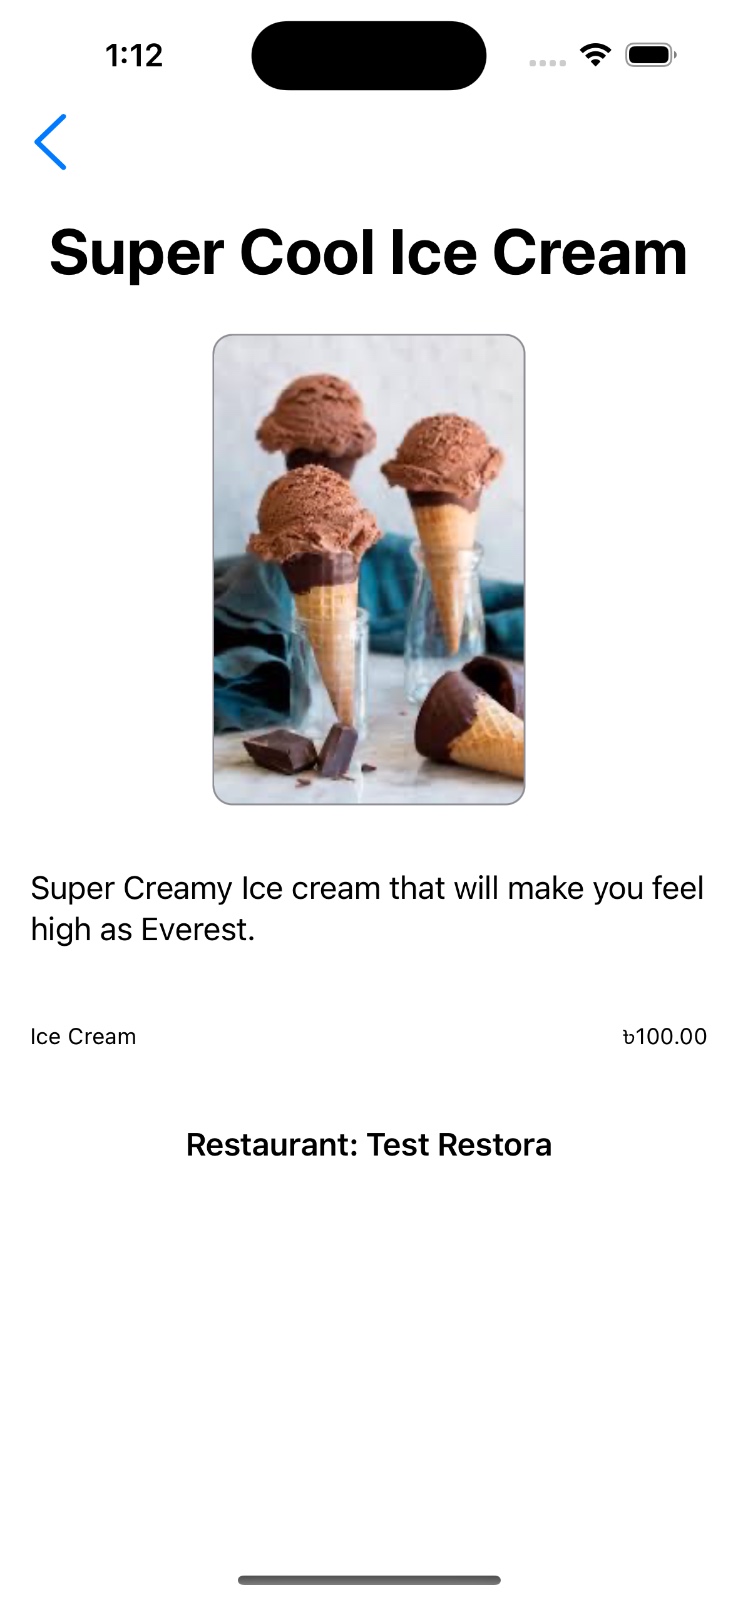 1:12
Super Cool Ice Cream
Super Creamy Ice cream that will make you feel
high as Everest.
Ice Cream
৳100.00
Restaurant: Test Restora